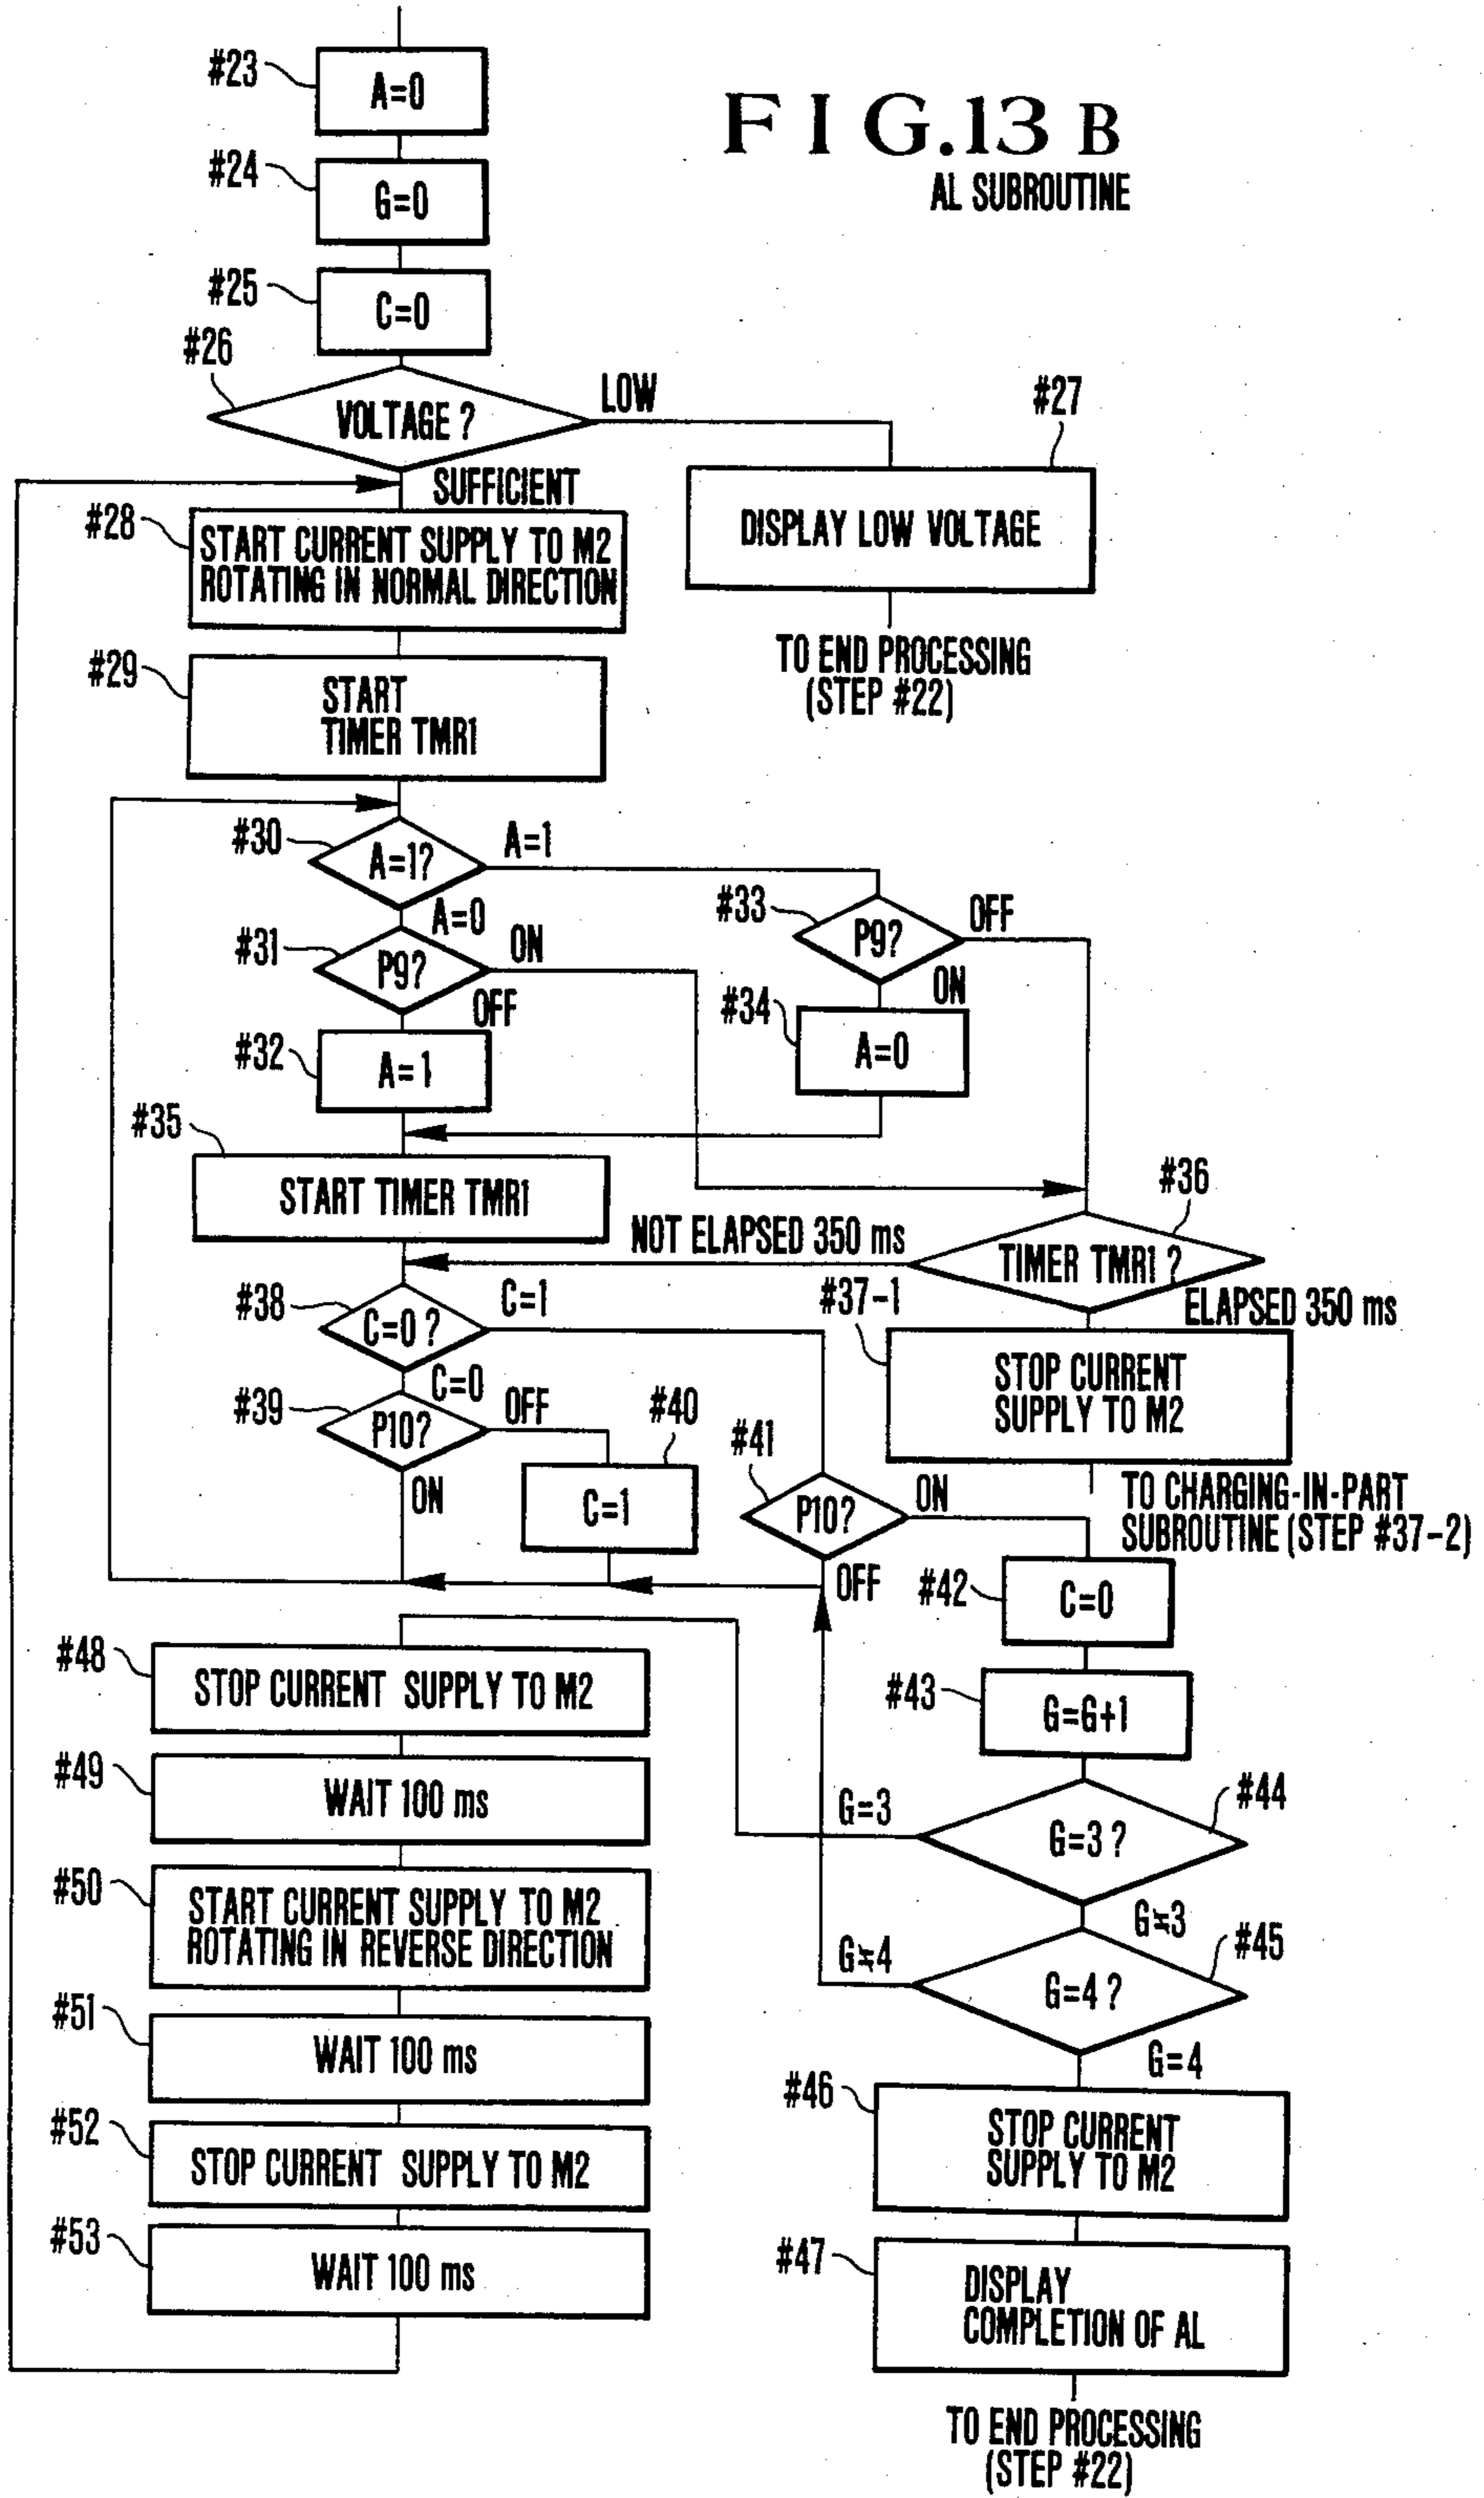 FIG.13B
AL SUBROUTINE
#23
A=0
#24
G=0
#25
C=0
#26
VOLTAGE ?
LOW
SUFFICIENT
#27
DISPLAY LOW VOLTAGE
TO END PROCESSING
(STEP #22)
#28
START CURRENT SUPPLY TO M2
ROTATING IN NORMAL DIRECTION
#29
START
TIMER TMR1
#30
A=1?
A=1
A=0
#31
P9?
ON
OFF
#32
A=1
#33
P9?
OFF
ON
#34
A=0
#35
START TIMER TMR1
#36
TIMER TMR1 ?
NOT ELAPSED 350 ms
ELAPSED 350 ms
#37-1
STOP CURRENT
SUPPLY TO M2
TO CHARGING-IN-PART
SUBROUTINE (STEP #37-2)
#38
C=0 ?
C=1
C=0
#39
P10?
OFF
ON
#40
C=1
#41
P10?
ON
OFF
#42
C=0
#43
G=G+1
#44
G=3 ?
G=3
G≠3
#45
G=4 ?
G≠4
G=4
#46
STOP CURRENT
SUPPLY TO M2
#47
DISPLAY
COMPLETION OF AL
TO END PROCESSING
(STEP #22)
#48
STOP CURRENT SUPPLY TO M2
#49
WAIT 100 ms
#50
START CURRENT SUPPLY TO M2
ROTATING IN REVERSE DIRECTION
#51
WAIT 100 ms
#52
STOP CURRENT SUPPLY TO M2
#53
WAIT 100 ms